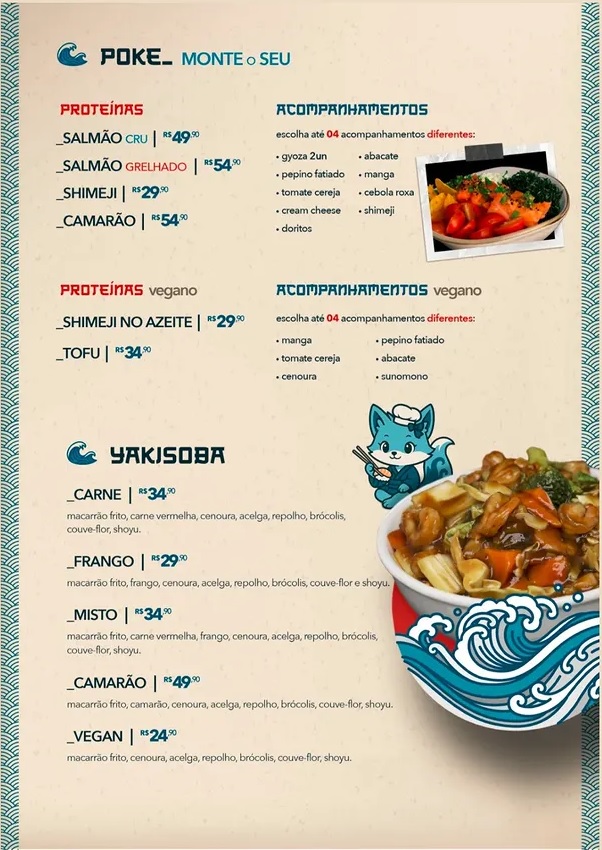 POKE_ MONTE o SEU
PROTEÍNAS
_SALMÃO CRU | R$49,90
_SALMÃO GRELHADO | R$54,90
_SHIMEJI | R$29,90
_CAMARÃO | R$54,90
ACOMPANHAMENTOS
escolha até 04 acompanhamentos diferentes:
• gyoza 2un
• pepino fatiado
• tomate cereja
• cream cheese
• doritos
• abacate
• manga
• cebola roxa
• shimeji
PROTEÍNAS vegano
_SHIMEJI NO AZEITE | R$29,90
_TOFU | R$34,90
ACOMPANHAMENTOS vegano
escolha até 04 acompanhamentos diferentes:
• manga
• tomate cereja
• cenoura
• pepino fatiado
• abacate
• sunomono
YAKISOBA
_CARNE | R$34,90
macarrão frito, carne vermelha, cenoura, acelga, repolho, brócolis,
couve-flor, shoyu.
_FRANGO | R$29,90
macarrão frito, frango, cenoura, acelga, repolho, brócolis, couve-flor e shoyu.
_MISTO | R$34,90
macarrão frito, carne vermelha, frango, cenoura, acelga, repolho, brócolis,
couve-flor, shoyu.
_CAMARÃO | R$49,90
macarrão frito, camarão, cenoura, acelga, repolho, brócolis, couve-flor, shoyu.
_VEGAN | R$24,90
macarrão frito, cenoura, acelga, repolho, brócolis, couve-flor, shoyu.